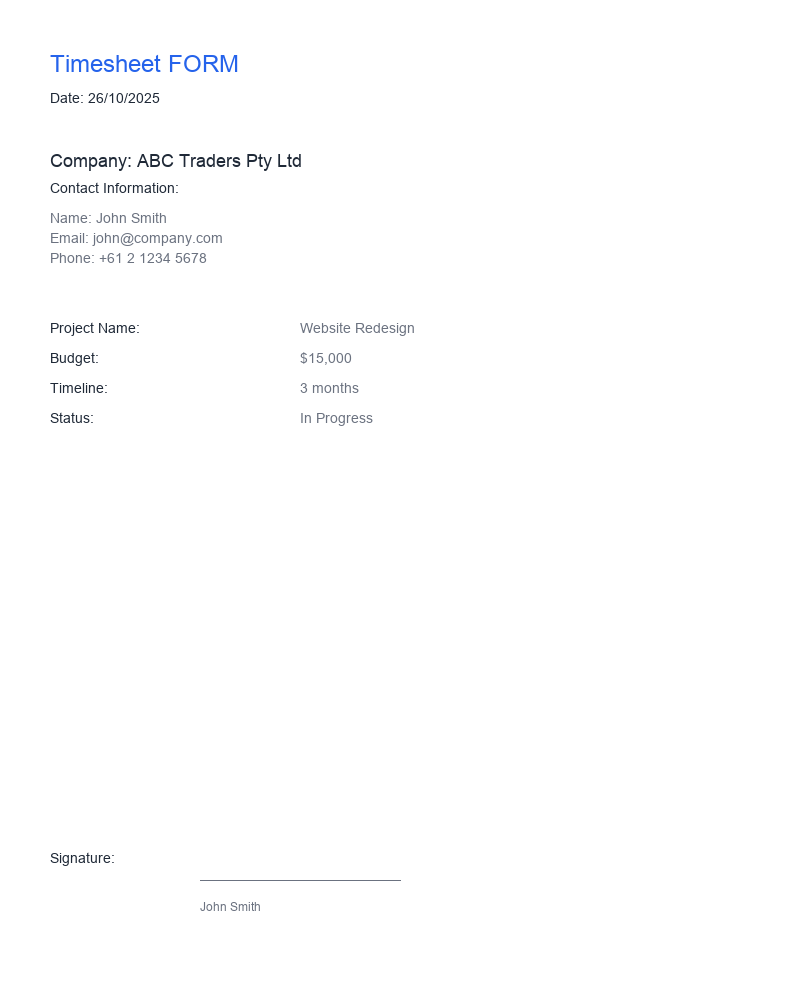 Timesheet FORM
Date: 26/10/2025
Company: ABC Traders Pty Ltd
Contact Information:
Name: John Smith
Email: john@company.com
Phone: +61 2 1234 5678
Project Name: Website Redesign
Budget: $15,000
Timeline: 3 months
Status: In Progress
Signature:
John Smith